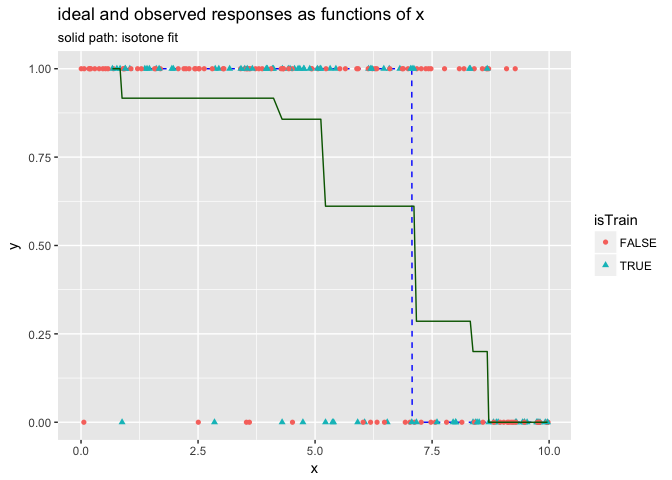 ideal and observed responses as functions of x
solid path: isotone fit
1.00
0.75
0.50
0.25
0.00
y
0.0 2.5 5.0 7.5 10.0
x
isTrain
FALSE
TRUE